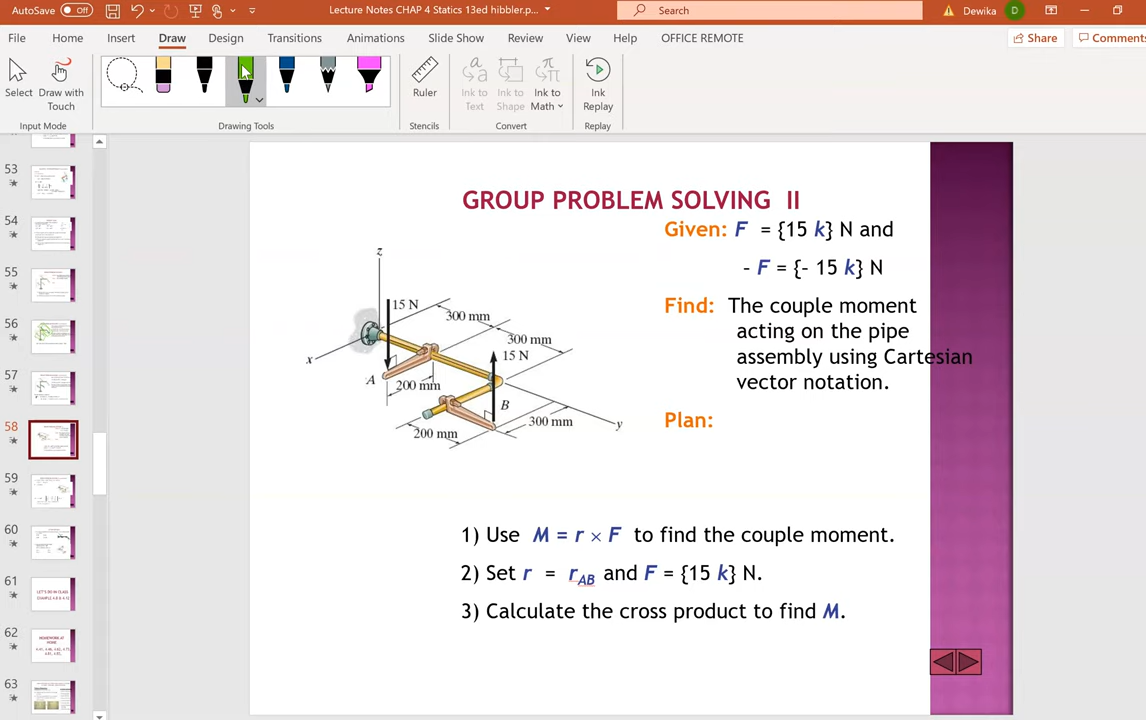 AutoSave Off Lecture Notes CHAP 4 Statics 13ed hibbler.p... Search Dewika D
File Home Insert Draw Design Transitions Animations Slide Show Review View Help OFFICE REMOTE Share Comments
Select Draw with Touch Ruler Ink to Text Ink to Shape Ink to Math Ink Replay
Input Mode Drawing Tools Stencils Convert Replay
53
54
55
56
57
58
59
60
61
62
63
GROUP PROBLEM SOLVING II
Given: F = {15 k} N and
- F = {- 15 k} N
Find: The couple moment
acting on the pipe
assembly using Cartesian
vector notation.
Plan:
z
15 N
300 mm
300 mm
15 N
x
A
200 mm
B
300 mm
y
200 mm
1) Use M = r × F to find the couple moment.
2) Set r = rAB and F = {15 k} N.
3) Calculate the cross product to find M.